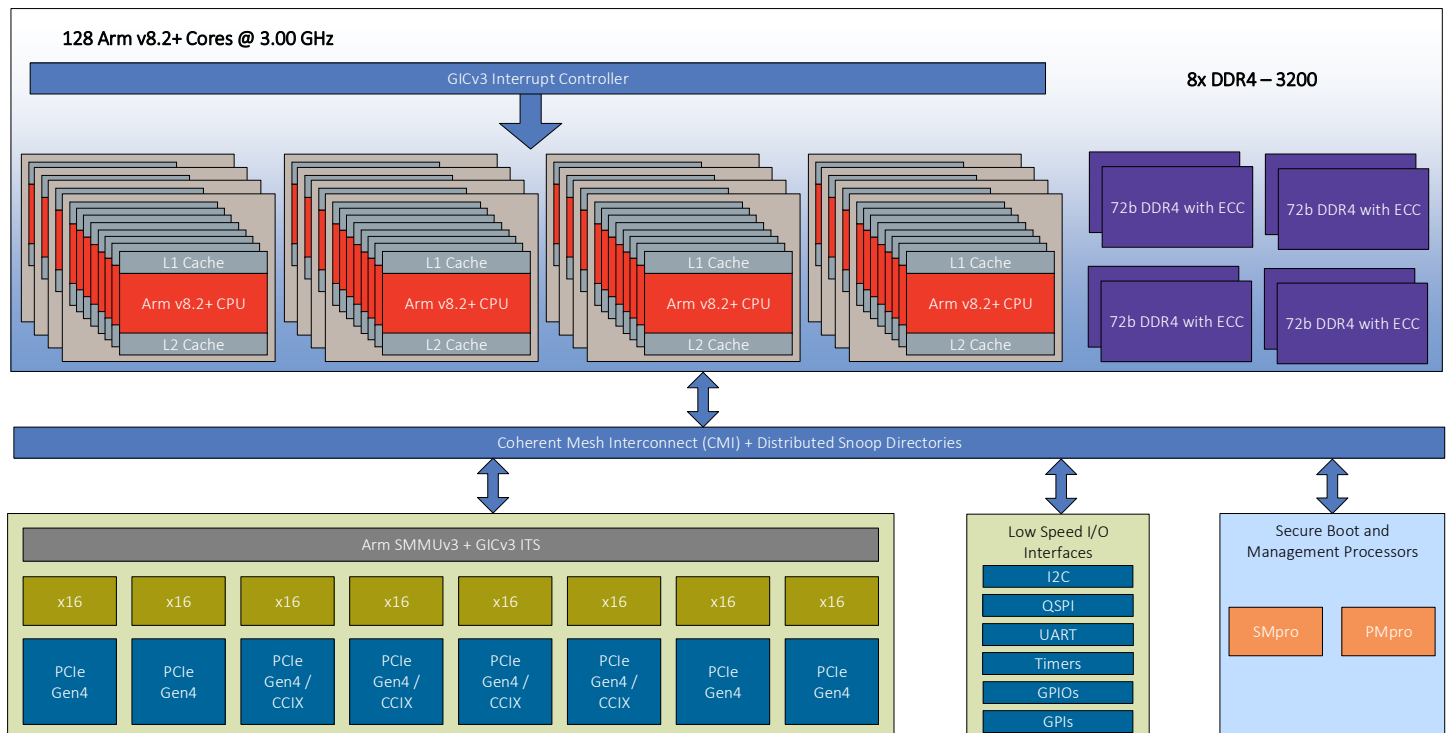 128 Arm v8.2+ Cores @ 3.00 GHz
GICv3 Interrupt Controller
8x DDR4 – 3200
L1 Cache
Arm v8.2+ CPU
L2 Cache
L1 Cache
Arm v8.2+ CPU
L2 Cache
L1 Cache
Arm v8.2+ CPU
L2 Cache
L1 Cache
Arm v8.2+ CPU
L2 Cache
72b DDR4 with ECC
72b DDR4 with ECC
72b DDR4 with ECC
72b DDR4 with ECC
Coherent Mesh Interconnect (CMI) + Distributed Snoop Directories
Arm SMMUv3 + GICv3 ITS
x16
x16
x16
x16
x16
x16
x16
x16
PCIe
Gen4
PCIe
Gen4
PCIe
Gen4 /
CCIX
PCIe
Gen4 /
CCIX
PCIe
Gen4 /
CCIX
PCIe
Gen4 /
CCIX
PCIe
Gen4
PCIe
Gen4
Low Speed I/O
Interfaces
I2C
QSPI
UART
Timers
GPIOs
GPIs
Secure Boot and
Management Processors
SMpro
PMpro